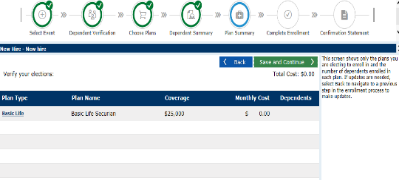 Select Event
Dependent Verification
Choose Plans
Dependent Summary
Plan Summary
Complete Enrollment
Confirmation Statement
New Hire - New hire
Back
Save and Continue
Verify your elections:
Total Cost: $0.00
Plan Type Plan Name Coverage Monthly Cost Dependents
Basic Life Basic Life Securian $25,000 $ 0.00
This screen shows only the plans
you are electing to enroll in and the
number of dependents enrolled in
each plan. If updates are needed,
select Back to navigate to a previous
step in the enrollment process to
make updates.